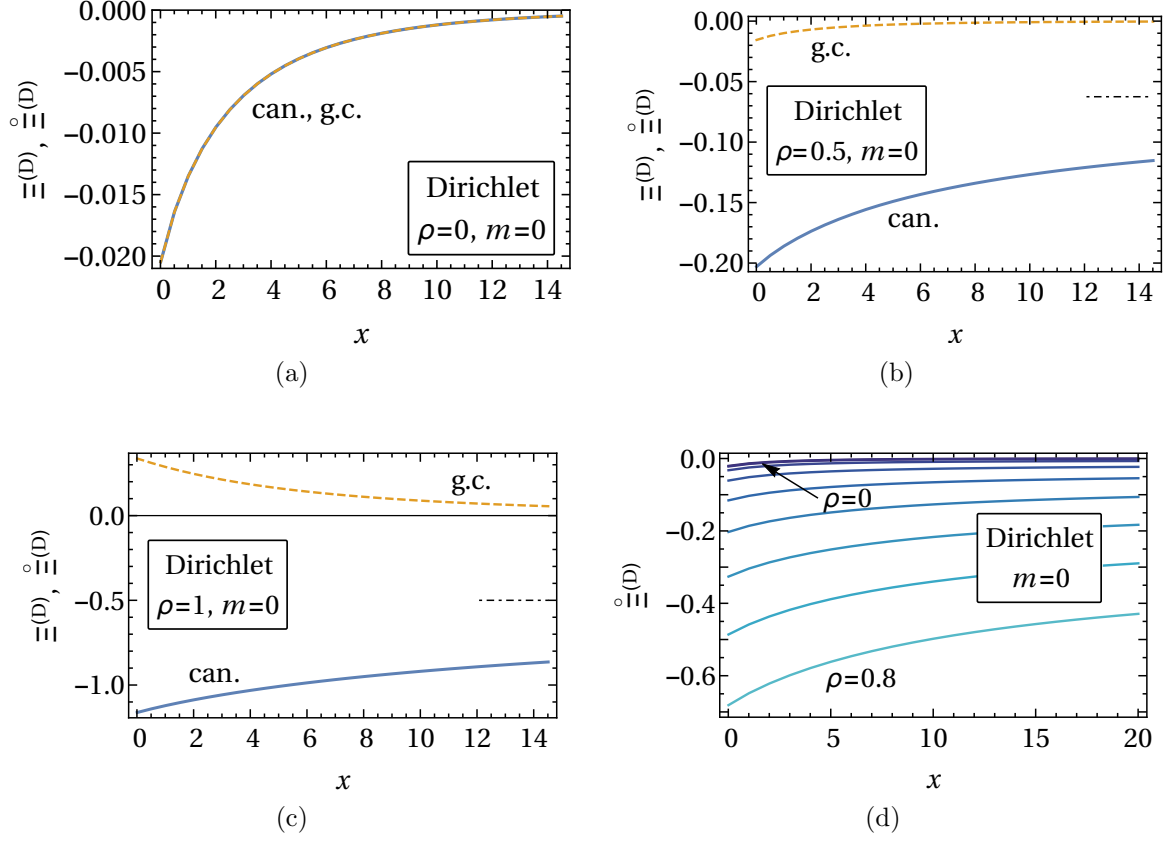 0.000
−0.005
−0.010
−0.015
−0.020
0 2 4 6 8 10 12 14
x
Ξ(D), Ξ̊(D)
can., g.c.
Dirichlet
ρ=0, m=0
(a)
0.00
−0.05
−0.10
−0.15
−0.20
0 2 4 6 8 10 12 14
x
Ξ(D), Ξ̊(D)
g.c.
Dirichlet
ρ=0.5, m=0
can.
(b)
0.0
−0.5
−1.0
0 2 4 6 8 10 12 14
x
Ξ(D), Ξ̊(D)
g.c.
Dirichlet
ρ=1, m=0
can.
(c)
0.0
−0.2
−0.4
−0.6
0 5 10 15 20
x
Ξ̊(D)
ρ=0
Dirichlet
m=0
ρ=0.8
(d)